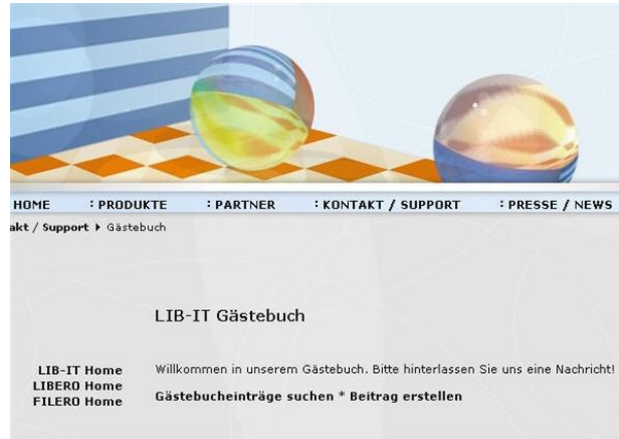 HOME : PRODUKTE : PARTNER : KONTAKT / SUPPORT : PRESSE / NEWS
akt / Support ▸ Gästebuch
LIB-IT Gästebuch
LIB-IT Home Willkommen in unserem Gästebuch. Bitte hinterlassen Sie uns eine Nachricht!
LIBERO Home
FILERO Home Gästebucheinträge suchen * Beitrag erstellen